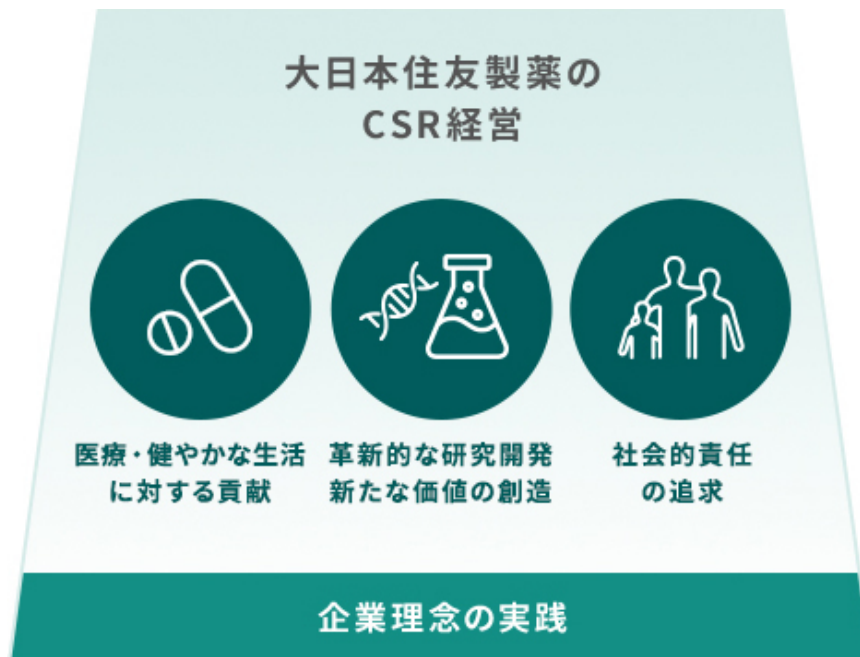 大日本住友製薬の
CSR経営
医療・健やかな生活
に対する貢献
革新的な研究開発
新たな価値の創造
社会的責任
の追求
企業理念の実践